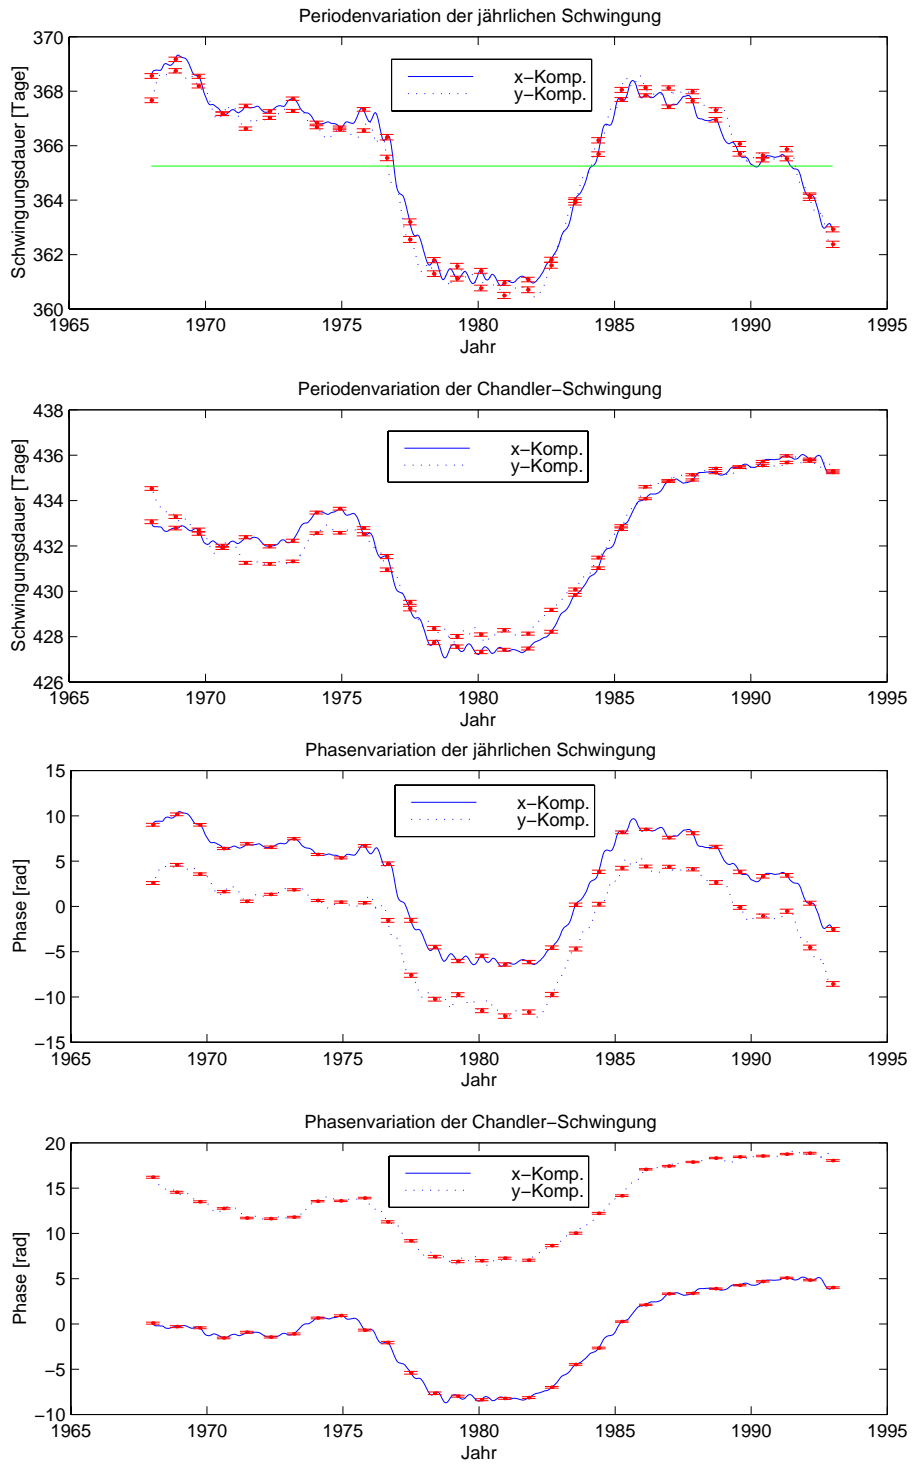 Periodenvariation der jährlichen Schwingung
370
368
366
364
362
360
Schwingungsdauer [Tage]
x−Komp.
y−Komp.
1965 1970 1975 1980 1985 1990 1995
Jahr
Periodenvariation der Chandler−Schwingung
438
436
434
432
430
428
426
Schwingungsdauer [Tage]
x−Komp.
y−Komp.
1965 1970 1975 1980 1985 1990 1995
Jahr
Phasenvariation der jährlichen Schwingung
15
10
5
0
−5
−10
−15
Phase [rad]
x−Komp.
y−Komp.
1965 1970 1975 1980 1985 1990 1995
Jahr
Phasenvariation der Chandler−Schwingung
20
15
10
5
0
−5
−10
Phase [rad]
x−Komp.
y−Komp.
1965 1970 1975 1980 1985 1990 1995
Jahr